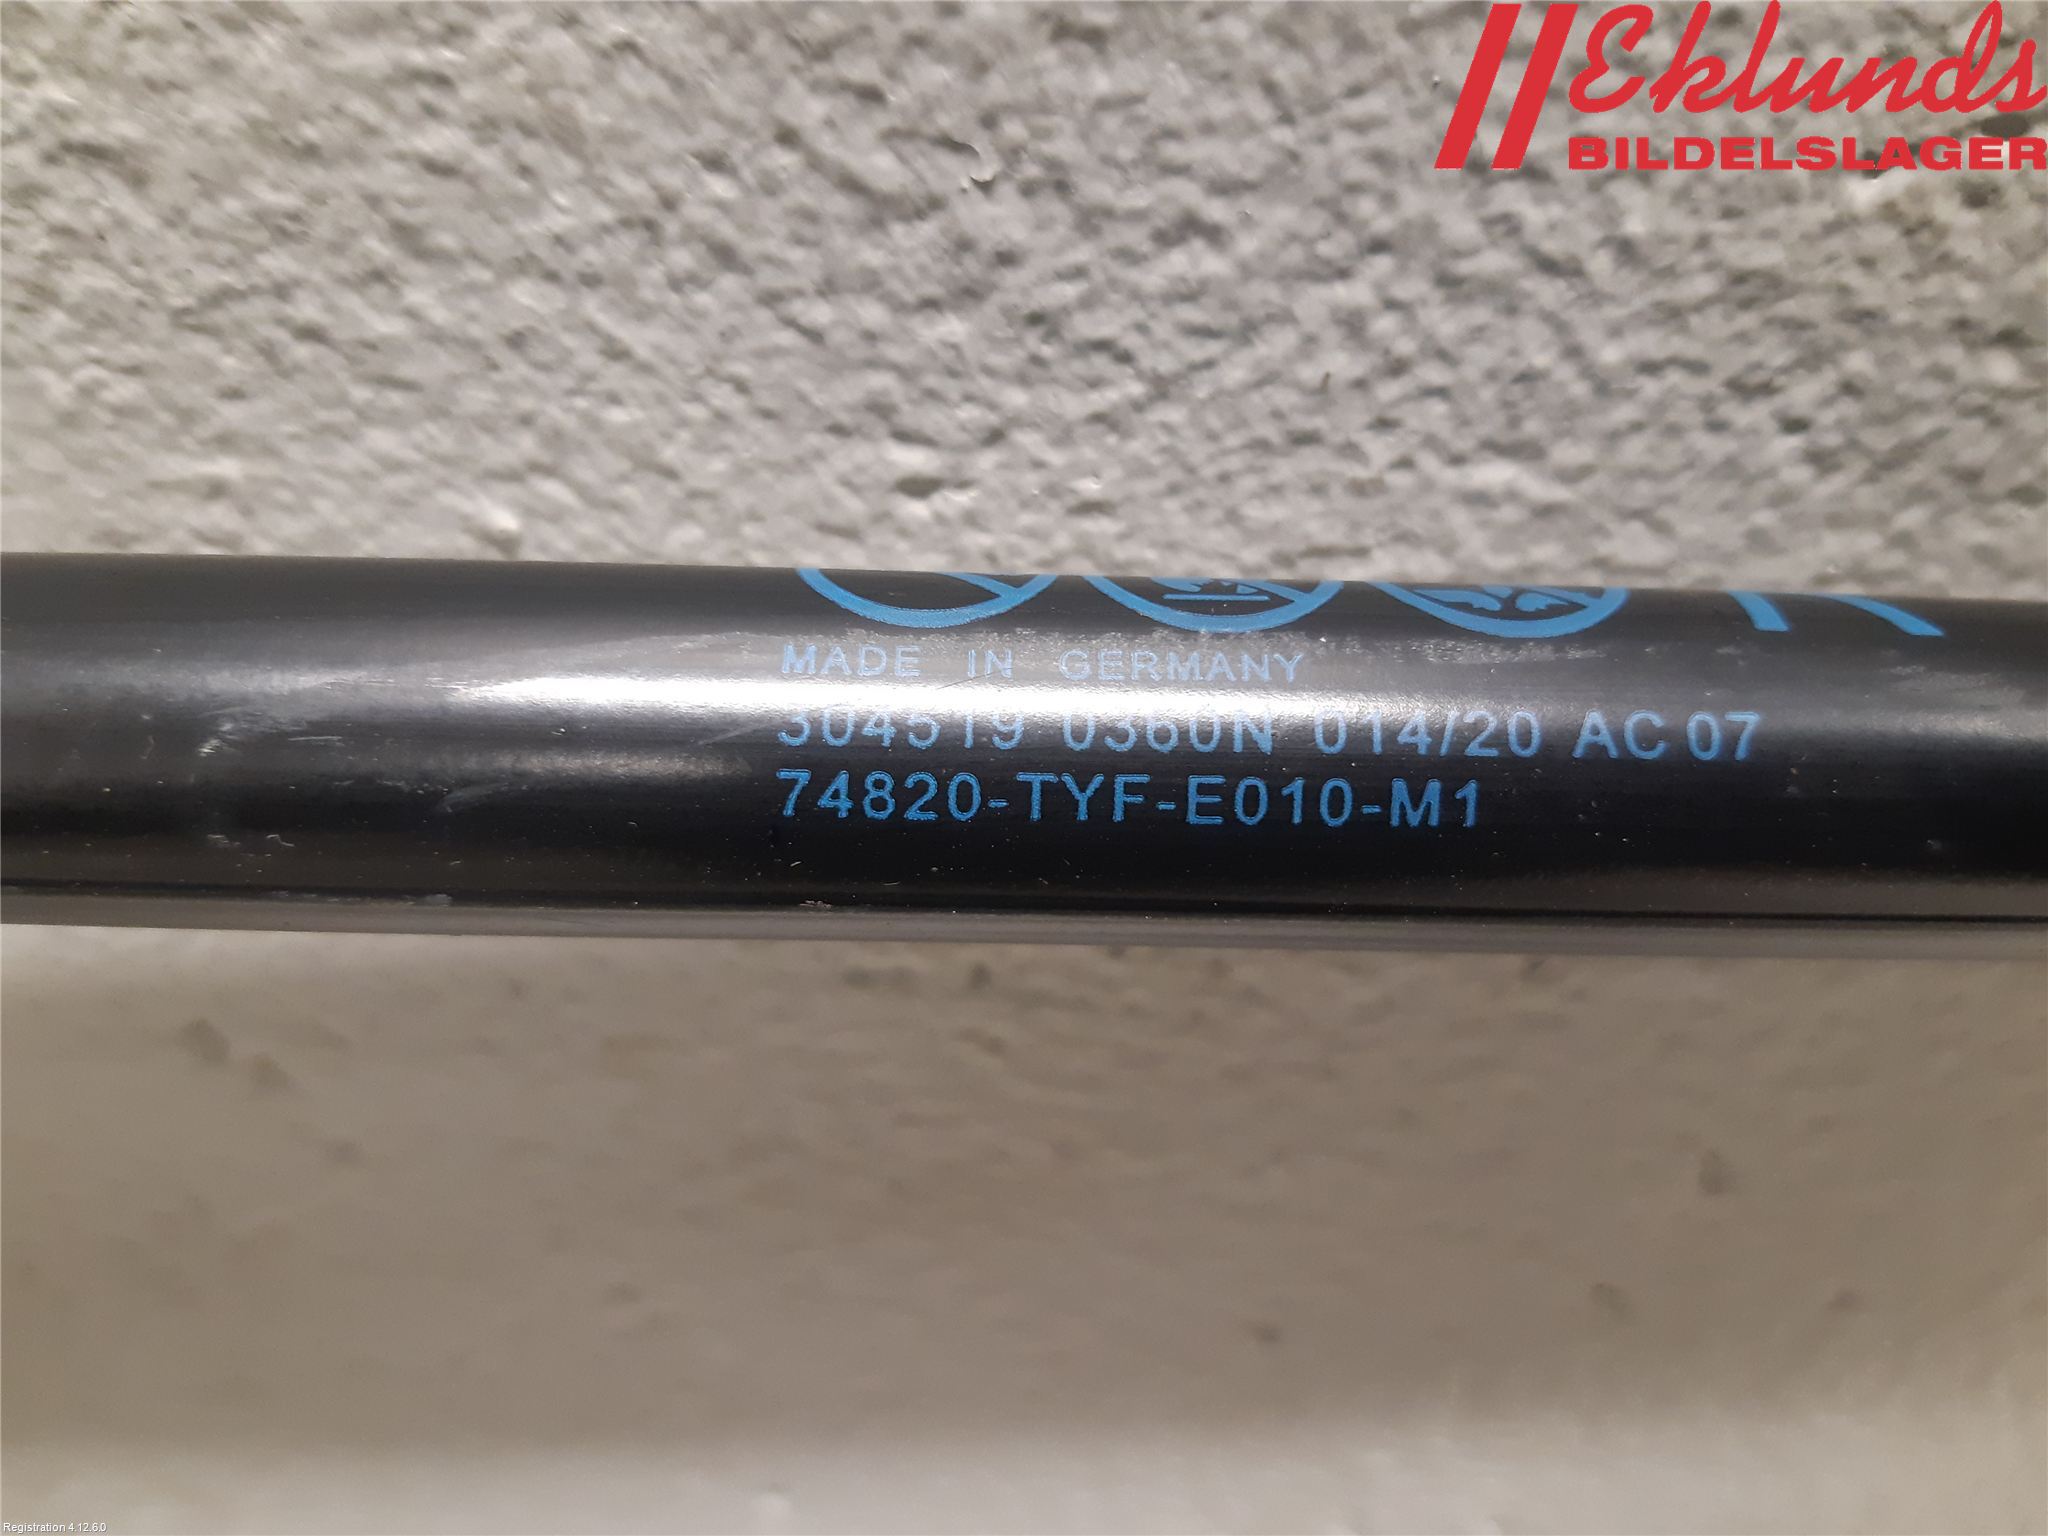 Eklunds
BILDELSLAGER
MADE IN GERMANY
304519 0360N 014/20 AC 07
74820-TYF-E010-M1
Registration 4.12.6.0